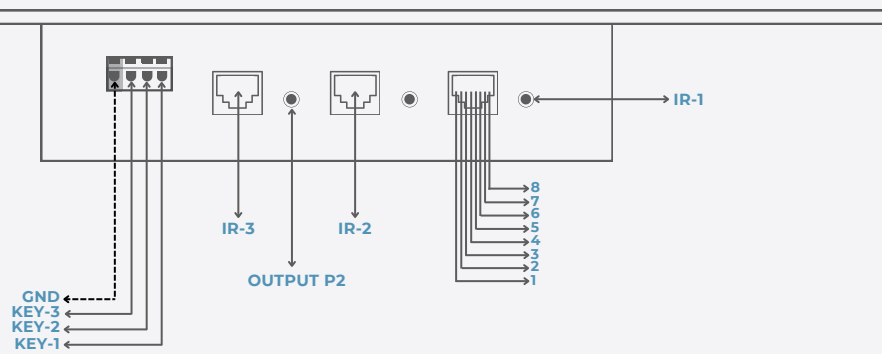 IR-1
8
7
6
5
4
3
2
1
IR-3
IR-2
OUTPUT P2
GND
KEY-3
KEY-2
KEY-1